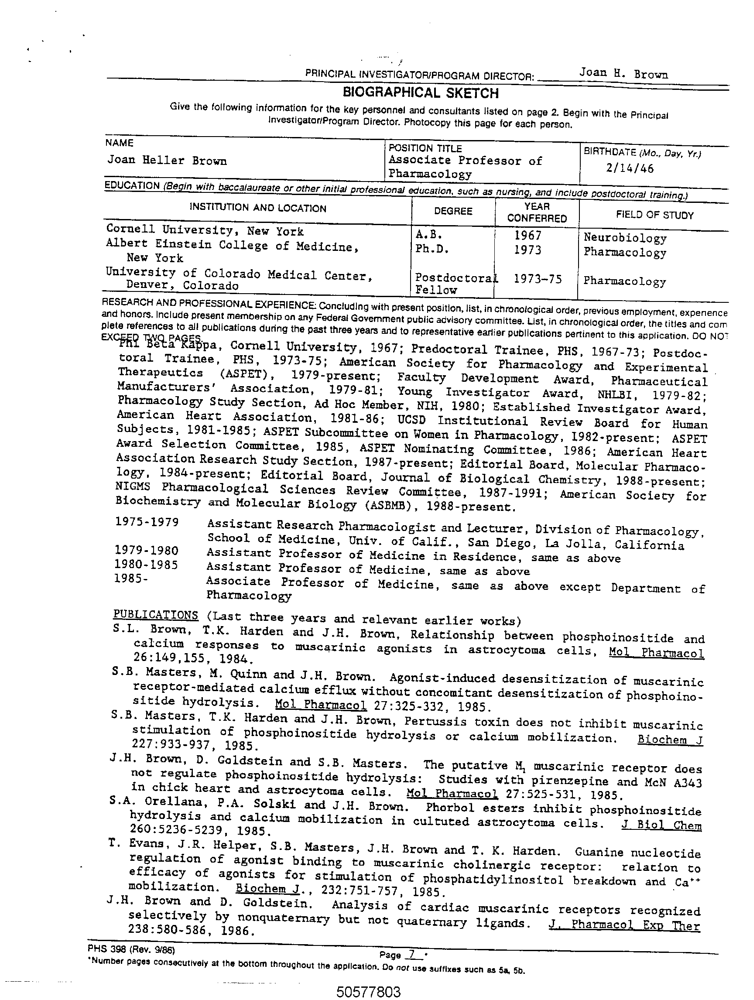 PRINCIPAL INVESTIGATOR/PROGRAM DIRECTOR: Joan H. Brown
BIOGRAPHICAL SKETCH
Give the following information for the key personnel and consultants listed on page 2. Begin with the Principal
Investigator/Program Director. Photocopy this page for each person.
NAME
Joan Heller Brown
POSITION TITLE
Associate Professor of
Pharmacology
BIRTHDATE (Mo., Day, Yr.)
2/14/46
EDUCATION (Begin with baccalaureate or other initial professional education, such as nursing, and include postdoctoral training.)
INSTITUTION AND LOCATION DEGREE YEAR CONFERRED FIELD OF STUDY
Cornell University, New York A.B. 1967 Neurobiology
Albert Einstein College of Medicine, Ph.D. 1973 Pharmacology
New York
University of Colorado Medical Center, Postdoctoral 1973-75 Pharmacology
Denver, Colorado Fellow
RESEARCH AND PROFESSIONAL EXPERIENCE: Concluding with present position, list, in chronological order, previous employment, experience
and honors. Include present membership on any Federal Government public advisory committee. List, in chronological order, the titles and com
plete references to all publications during the past three years and to representative earlier publications pertinent to this application. DO NOT
EXCEED TWO PAGES.
Phi Beta Kappa, Cornell University, 1967; Predoctoral Trainee, PHS, 1967-73; Postdoc-
toral Trainee, PHS, 1973-75; American Society for Pharmacology and Experimental
Therapeutics (ASPET), 1979-present; Faculty Development Award, Pharmaceutical
Manufacturers' Association, 1979-81; Young Investigator Award, NHLBI, 1979-82;
Pharmacology Study Section, Ad Hoc Member, NIH, 1980; Established Investigator Award,
American Heart Association, 1981-86; UCSD Institutional Review Board for Human
Subjects, 1981-1985; ASPET Subcommittee on Women in Pharmacology, 1982-present; ASPET
Award Selection Committee, 1985, ASPET Nominating Committee, 1986; American Heart
Association Research Study Section, 1987-present; Editorial Board, Molecular Pharmaco-
logy, 1984-present; Editorial Board, Journal of Biological Chemistry, 1988-present;
NIGMS Pharmacological Sciences Review Committee, 1987-1991; American Society for
Biochemistry and Molecular Biology (ASBMB), 1988-present.
1975-1979 Assistant Research Pharmacologist and Lecturer, Division of Pharmacology,
School of Medicine, Univ. of Calif., San Diego, La Jolla, California
1979-1980 Assistant Professor of Medicine in Residence, same as above
1980-1985 Assistant Professor of Medicine, same as above
1985- Associate Professor of Medicine, same as above except Department of
Pharmacology
PUBLICATIONS (Last three years and relevant earlier works)
S.L. Brown, T.K. Harden and J.H. Brown, Relationship between phosphoinositide and
calcium responses to muscarinic agonists in astrocytoma cells, Mol Pharmacol
26:149,155, 1984.
S.B. Masters, M. Quinn and J.H. Brown. Agonist-induced desensitization of muscarinic
receptor-mediated calcium efflux without concomitant desensitization of phosphoino-
sitide hydrolysis. Mol Pharmacol 27:325-332, 1985.
S.B. Masters, T.K. Harden and J.H. Brown, Pertussis toxin does not inhibit muscarinic
stimulation of phosphoinositide hydrolysis or calcium mobilization. Biochem J
227:933-937, 1985.
J.H. Brown, D. Goldstein and S.B. Masters. The putative M₁ muscarinic receptor does
not regulate phosphoinositide hydrolysis: Studies with pirenzepine and McN A343
in chick heart and astrocytoma cells. Mol Pharmacol 27:525-531, 1985.
S.A. Orellana, P.A. Solski and J.H. Brown. Phorbol esters inhibit phosphoinositide
hydrolysis and calcium mobilization in cultuted astrocytoma cells. J Biol Chem
260:5236-5239, 1985.
T. Evans, J.R. Helper, S.B. Masters, J.H. Brown and T. K. Harden. Guanine nucleotide
regulation of agonist binding to muscarinic cholinergic receptor: relation to
efficacy of agonists for stimulation of phosphatidylinositol breakdown and Ca⁺⁺
mobilization. Biochem J., 232:751-757, 1985.
J.H. Brown and D. Goldstein. Analysis of cardiac muscarinic receptors recognized
selectively by nonquaternary but not quaternary ligands. J. Pharmacol Exp Ther
238:580-586, 1986.
PHS 398 (Rev. 9/86) Page 7 *
*Number pages consecutively at the bottom throughout the application. Do not use suffixes such as 5a, 5b.
50577803